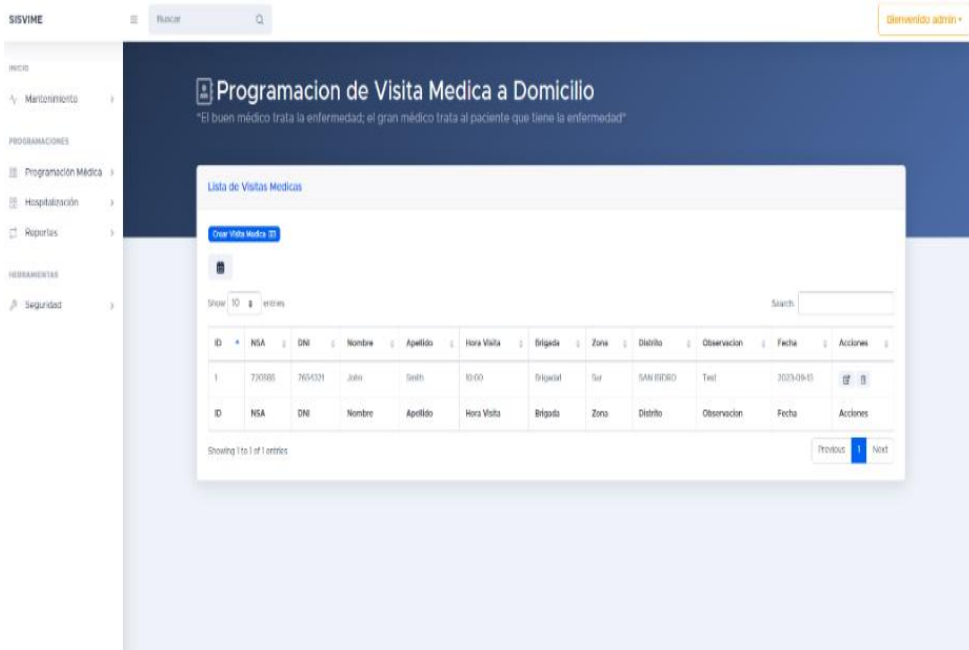 SISVIME
Buscar
Bienvenido admin
INICIO
Mantenimiento
PROGRAMACIONES
Programación Médica
Hospitalización
Reportes
HERRAMIENTAS
Seguridad
Programacion de Visita Medica a Domicilio
"El buen médico trata la enfermedad; el gran médico trata al paciente que tiene la enfermedad"
Lista de Visitas Medicas
Crear Visita Medica
Show 10 entries
Search:
ID NSA DNI Nombre Apellido Hora Visita Brigada Zona Distrito Observacion Fecha Acciones
1 John Smith 10:00 Sur SAN ISIDRO Test
ID NSA DNI Nombre Apellido Hora Visita Brigada Zona Distrito Observacion Fecha Acciones
Showing 1 to 1 of 1 entries
Previous 1 Next